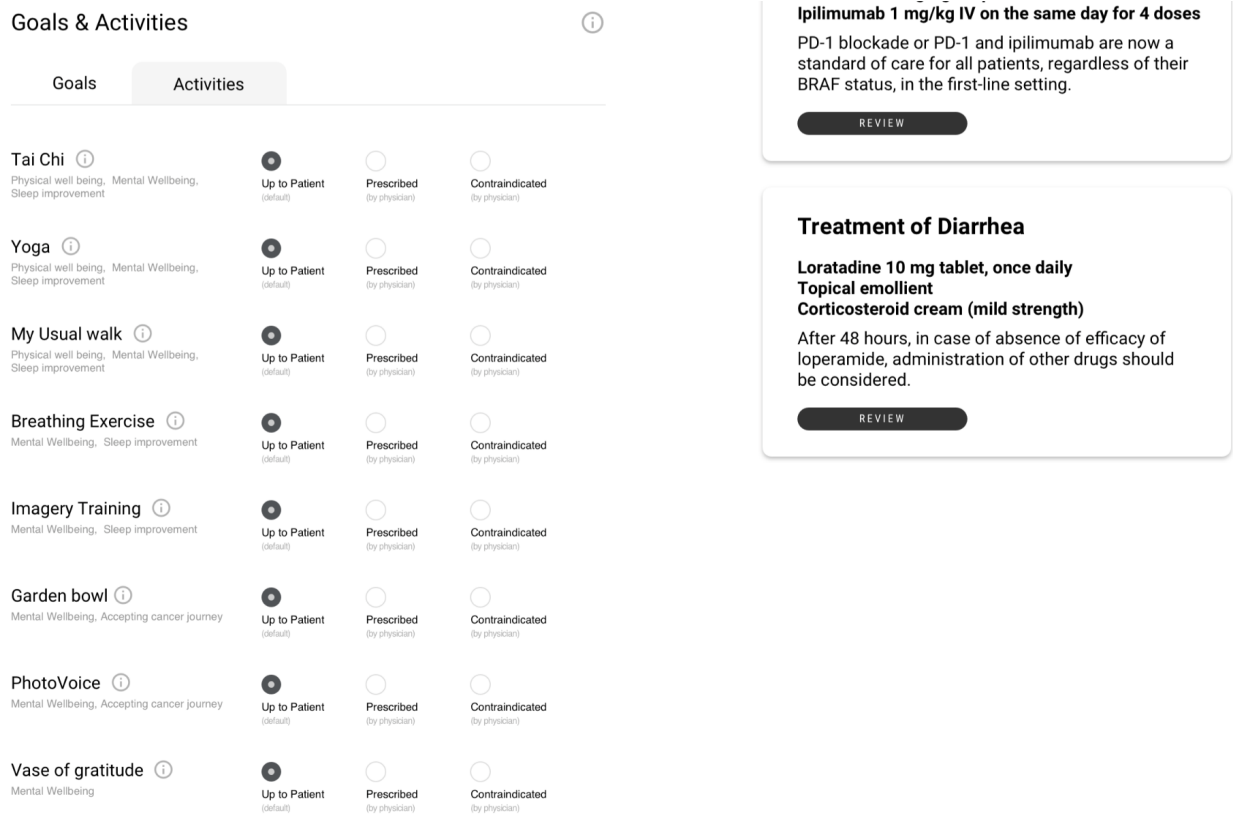 Goals & Activities
Goals
Activities
Tai Chi
Physical well being, Mental Wellbeing,
Sleep improvement
Up to Patient
(default)
Prescribed
(by physician)
Contraindicated
(by physician)
Yoga
Physical well being, Mental Wellbeing,
Sleep improvement
Up to Patient
(default)
Prescribed
(by physician)
Contraindicated
(by physician)
My Usual walk
Physical well being, Mental Wellbeing,
Sleep improvement
Up to Patient
(default)
Prescribed
(by physician)
Contraindicated
(by physician)
Breathing Exercise
Mental Wellbeing, Sleep improvement
Up to Patient
(default)
Prescribed
(by physician)
Contraindicated
(by physician)
Imagery Training
Mental Wellbeing, Sleep improvement
Up to Patient
(default)
Prescribed
(by physician)
Contraindicated
(by physician)
Garden bowl
Mental Wellbeing, Accepting cancer journey
Up to Patient
(default)
Prescribed
(by physician)
Contraindicated
(by physician)
PhotoVoice
Mental Wellbeing, Accepting cancer journey
Up to Patient
(default)
Prescribed
(by physician)
Contraindicated
(by physician)
Vase of gratitude
Mental Wellbeing
Up to Patient
(default)
Prescribed
(by physician)
Contraindicated
(by physician)
Ipilimumab 1 mg/kg IV on the same day for 4 doses
PD-1 blockade or PD-1 and ipilimumab are now a
standard of care for all patients, regardless of their
BRAF status, in the first-line setting.
REVIEW
Treatment of Diarrhea
Loratadine 10 mg tablet, once daily
Topical emollient
Corticosteroid cream (mild strength)
After 48 hours, in case of absence of efficacy of
loperamide, administration of other drugs should
be considered.
REVIEW